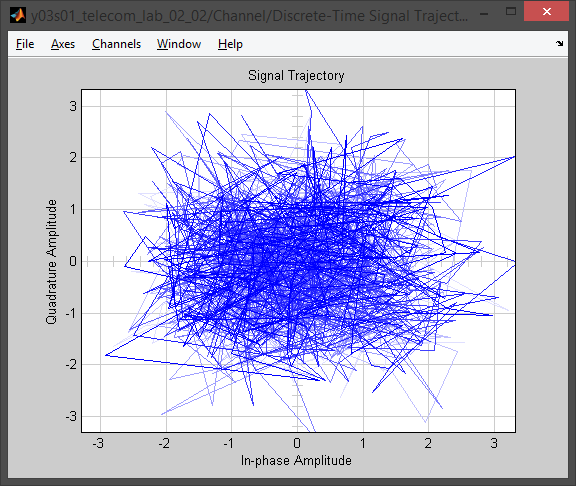 y03s01_telecom_lab_02_02/Channel/Discrete-Time Signal Traject...
File Axes Channels Window Help
Signal Trajectory
3
2
1
0
-1
-2
-3
Quadrature Amplitude
-3 -2 -1 0 1 2 3
In-phase Amplitude